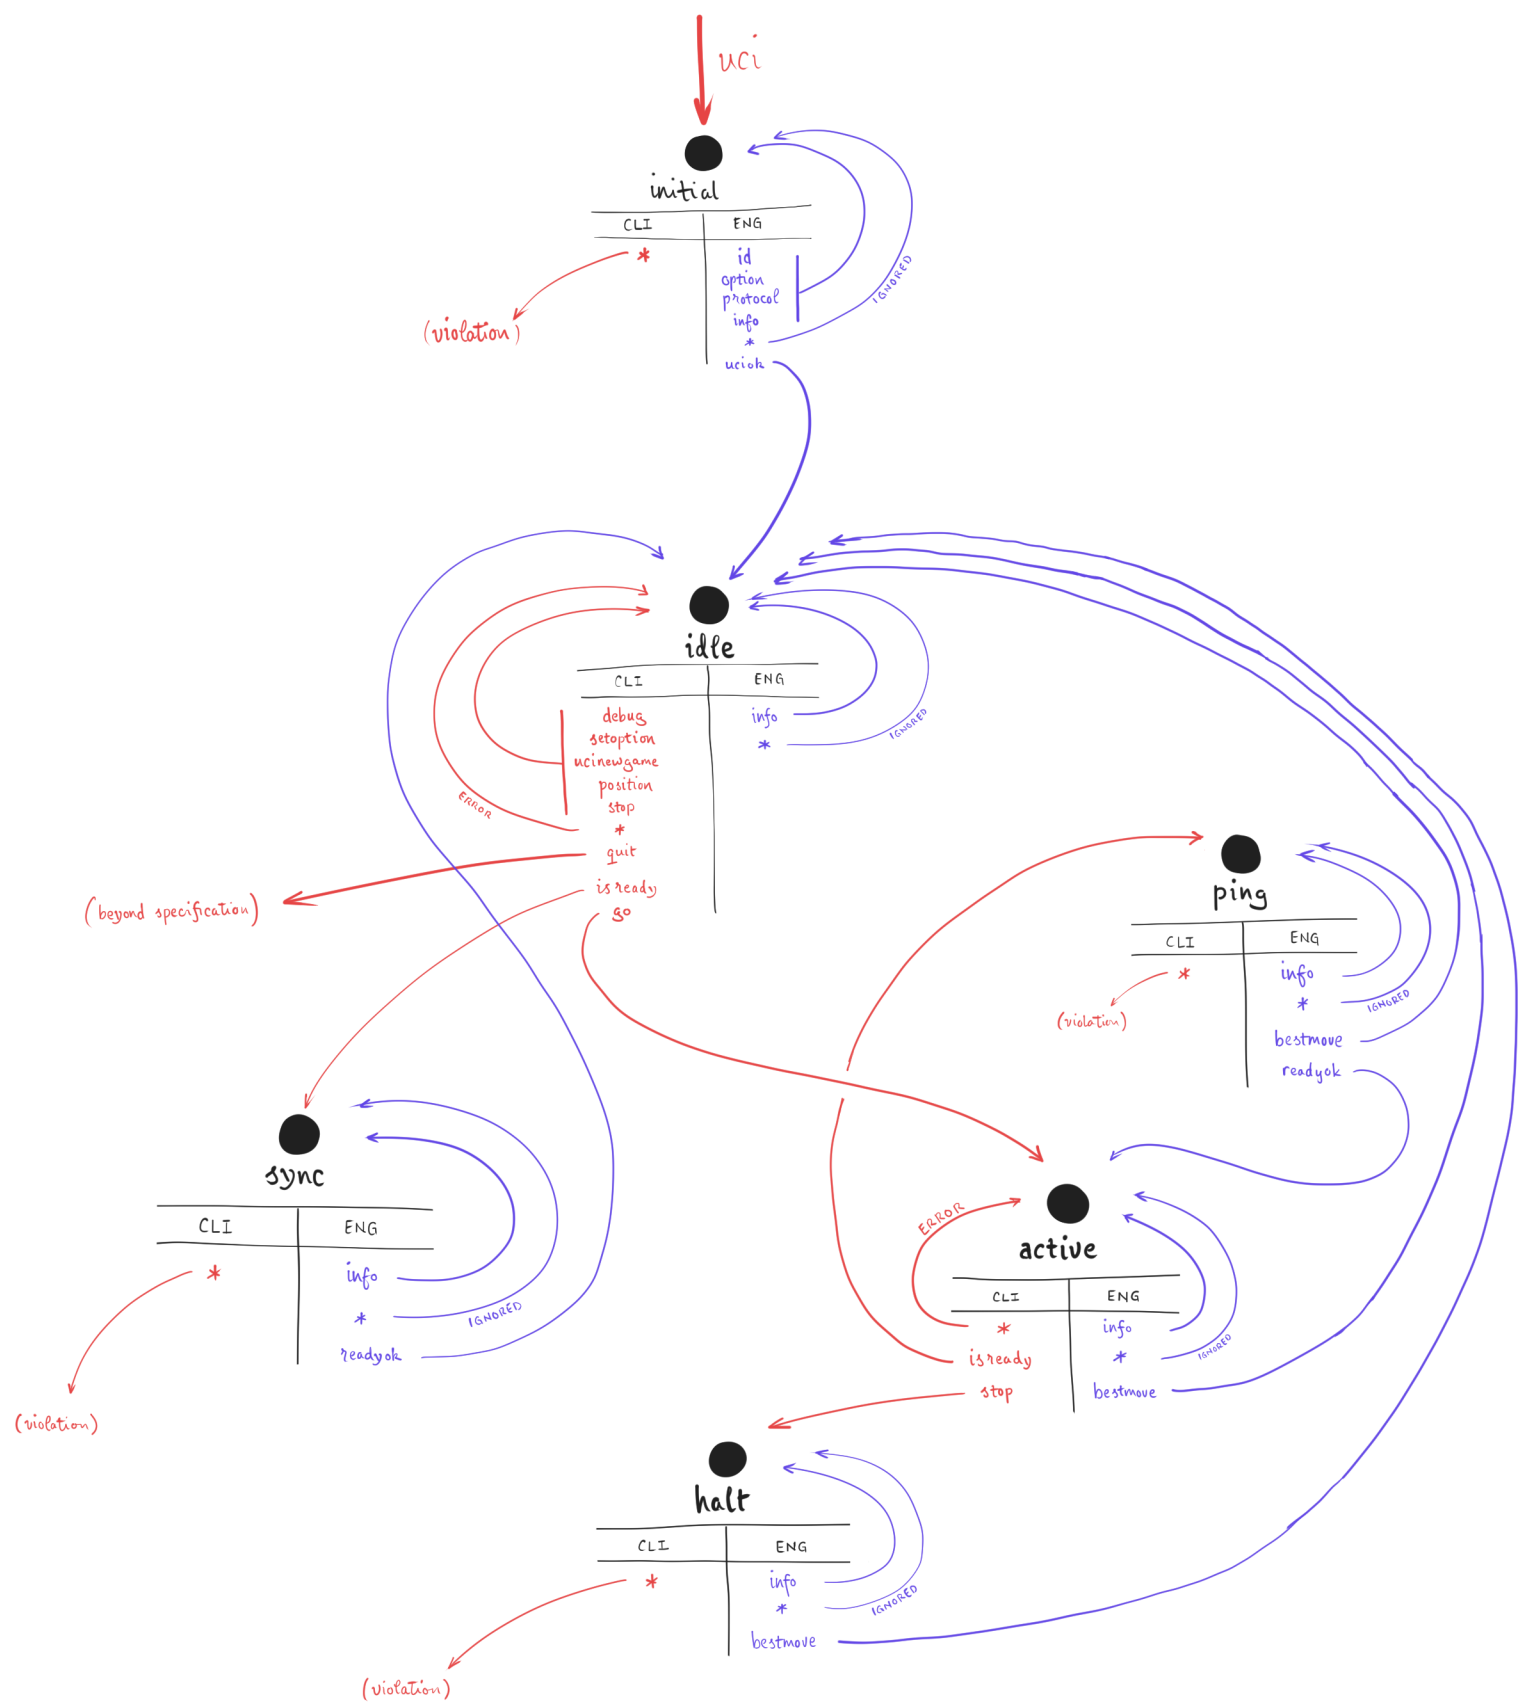 uci
initial
CLI ENG
* id
option
protocol
info
*
uciok
IGNORED
(violation)
idle
CLI ENG
debug info
setoption *
ucinewgame
position
stop
*
quit
isready
go
ERROR
IGNORED
(beyond specification)
ping
CLI ENG
* info
*
bestmove
readyok
IGNORED
(violation)
sync
CLI ENG
* info
*
readyok
IGNORED
(violation)
active
CLI ENG
* info
isready *
stop bestmove
ERROR
IGNORED
halt
CLI ENG
* info
*
bestmove
IGNORED
(violation)